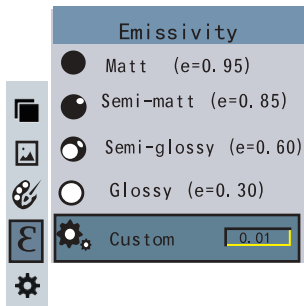 Emissivity
Matt (e=0.95)
Semi-matt (e=0.85)
Semi-glossy (e=0.60)
Glossy (e=0.30)
Ɛ
Custom 0.01